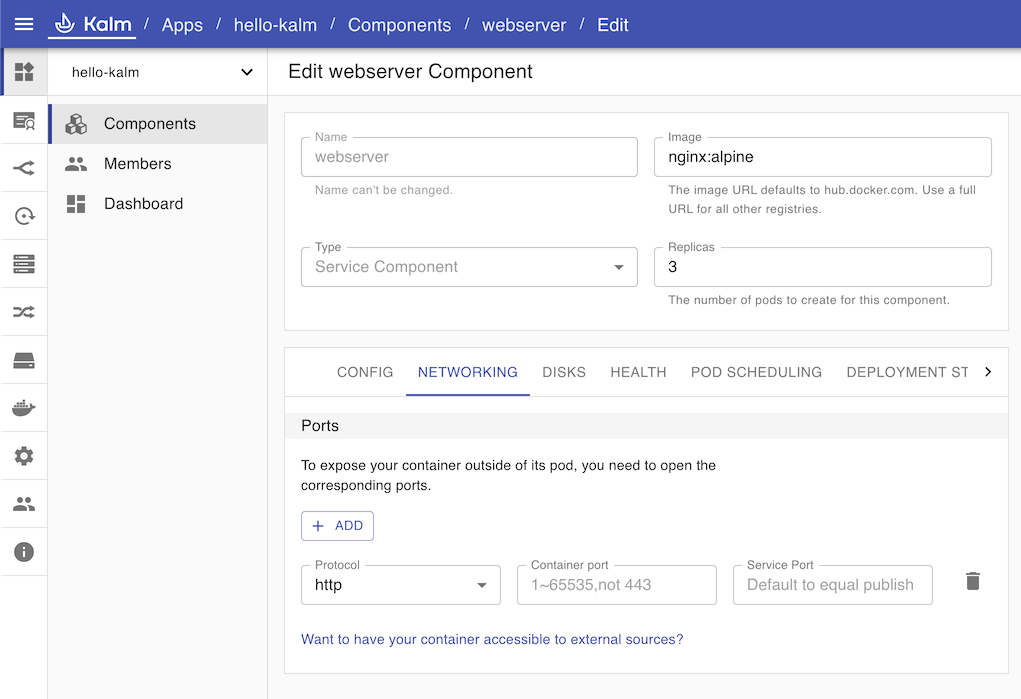 Kalm / Apps / hello-kalm / Components / webserver / Edit
hello-kalm
Edit webserver Component
Components
Members
Dashboard
Name
webserver
Name can't be changed.
Image
nginx:alpine
The image URL defaults to hub.docker.com. Use a full
URL for all other registries.
Type
Service Component
Replicas
3
The number of pods to create for this component.
CONFIG NETWORKING DISKS HEALTH POD SCHEDULING DEPLOYMENT ST
Ports
To expose your container outside of its pod, you need to open the
corresponding ports.
+ ADD
Protocol
http
Container port
1~65535,not 443
Service Port
Default to equal publish
Want to have your container accessible to external sources?